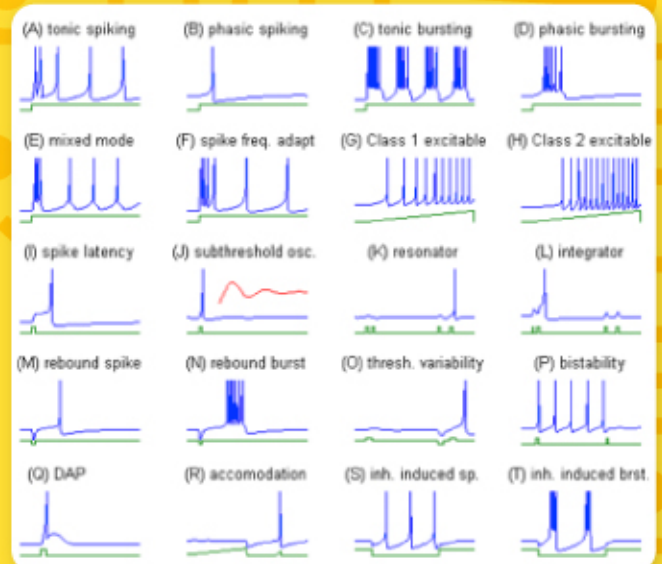 (A) tonic spiking (B) phasic spiking (C) tonic bursting (D) phasic bursting
(E) mixed mode (F) spike freq. adapt (G) Class 1 excitable (H) Class 2 excitable
(I) spike latency (J) subthreshold osc. (K) resonator (L) integrator
(M) rebound spike (N) rebound burst (O) thresh. variability (P) bistability
(Q) DAP (R) accomodation (S) inh. induced sp. (T) inh. induced brst.